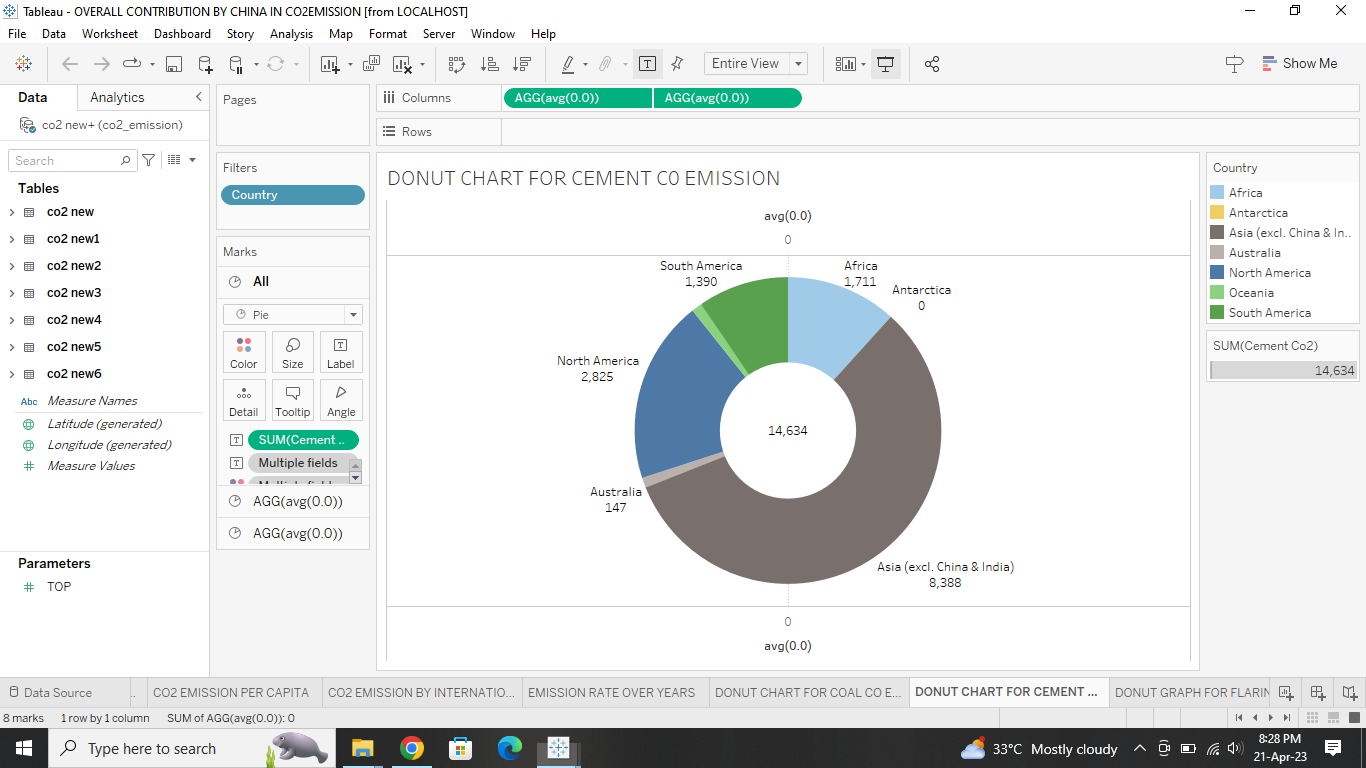 Tableau - OVERALL CONTRIBUTION BY CHINA IN CO2EMISSION [from LOCALHOST]
File Data Worksheet Dashboard Story Analysis Map Format Server Window Help
Entire View
Show Me
Data Analytics
co2 new+ (co2_emission)
Search
Tables
co2 new
co2 new1
co2 new2
co2 new3
co2 new4
co2 new5
co2 new6
Abc Measure Names
Latitude (generated)
Longitude (generated)
Measure Values
Parameters
TOP
Pages
Filters
Country
Marks
All
Pie
Color Size Label
Detail Tooltip Angle
SUM(Cement ..
Multiple fields
AGG(avg(0.0))
AGG(avg(0.0))
Columns AGG(avg(0.0)) AGG(avg(0.0))
Rows
DONUT CHART FOR CEMENT C0 EMISSION
avg(0.0)
0
South America
1,390
Africa
1,711
Antarctica
0
North America
2,825
14,634
Australia
147
Asia (excl. China & India)
8,388
0
avg(0.0)
Country
Africa
Antarctica
Asia (excl. China & In..
Australia
North America
Oceania
South America
SUM(Cement Co2)
14,634
Data Source .. CO2 EMISSION PER CAPITA CO2 EMISSION BY INTERNATIO... EMISSION RATE OVER YEARS DONUT CHART FOR COAL CO E... DONUT CHART FOR CEMENT ... DONUT GRAPH FOR FLARIN
8 marks 1 row by 1 column SUM of AGG(avg(0.0)): 0
Type here to search
33°C Mostly cloudy
8:28 PM
21-Apr-23